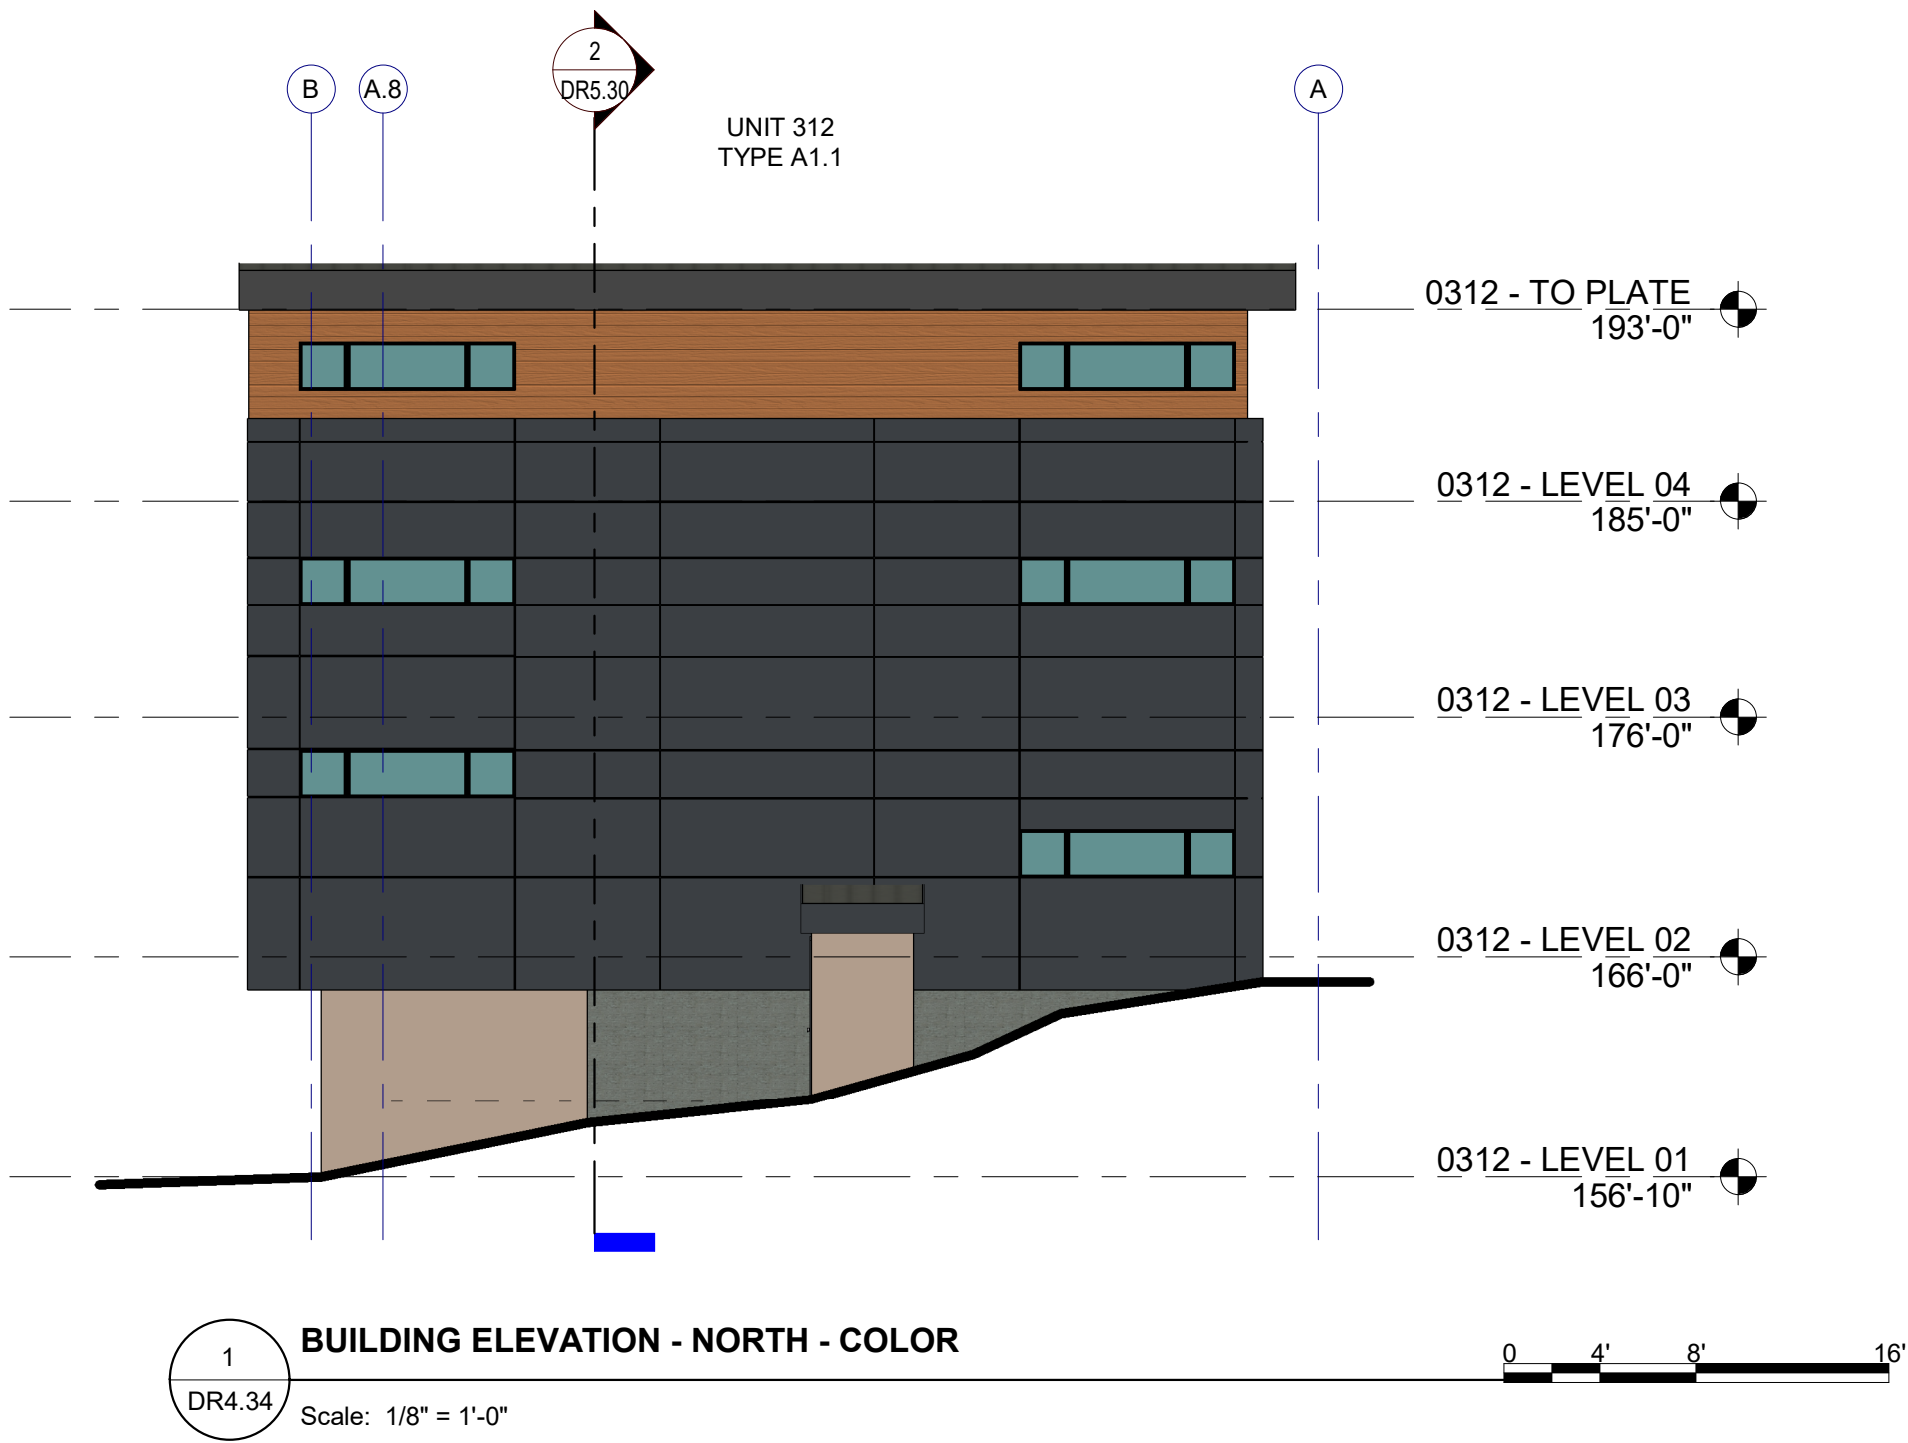 2
DR5.30
B
A.8
A
UNIT 312
TYPE A1.1
0312 - TO PLATE
193'-0"
0312 - LEVEL 04
185'-0"
0312 - LEVEL 03
176'-0"
0312 - LEVEL 02
166'-0"
0312 - LEVEL 01
156'-10"
1
DR4.34
BUILDING ELEVATION - NORTH - COLOR
Scale: 1/8" = 1'-0"
0 4' 8' 16'